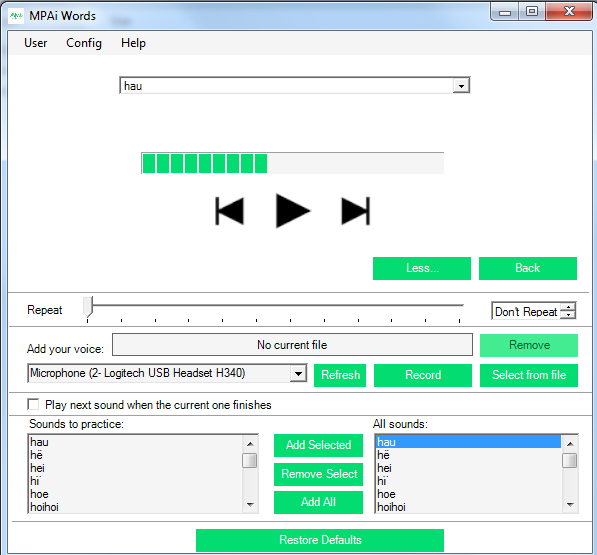 MPAi Words
User Config Help
hau
Less... Back
Repeat Don't Repeat
Add your voice: No current file Remove
Microphone (2- Logitech USB Headset H340) Refresh Record Select from file
Play next sound when the current one finishes
Sounds to practice: All sounds:
hau Add Selected hau
hē hē
hei Remove Select hei
hī hī
hoe Add All hoe
hoihoi hoihoi
Restore Defaults